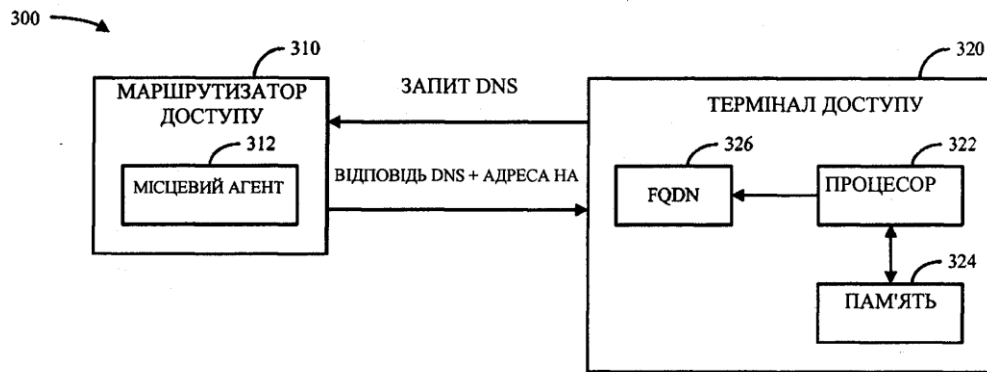 300
310
320
МАРШРУТИЗАТОР
ДОСТУПУ
312
МІСЦЕВИЙ АГЕНТ
ЗАПИТ DNS
ВІДПОВІДЬ DNS + АДРЕСА НА
ТЕРМІНАЛ ДОСТУПУ
326
FQDN
322
ПРОЦЕСОР
324
ПАМ'ЯТЬ